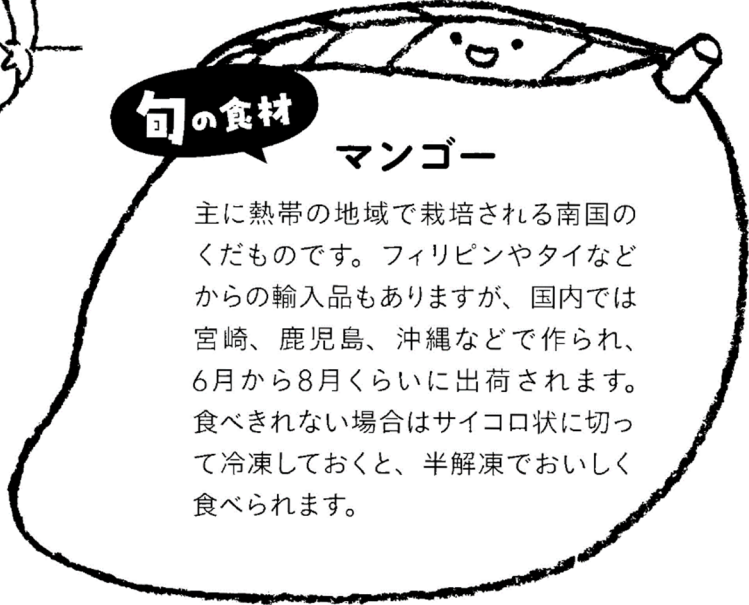 旬の食材
マンゴー
主に熱帯の地域で栽培される南国の
くだものです。フィリピンやタイなど
からの輸入品もありますが、国内では
宮崎、鹿児島、沖縄などで作られ、
6月から8月くらいに出荷されます。
食べきれない場合はサイコロ状に切っ
て冷凍しておくと、半解凍でおいしく
食べられます。